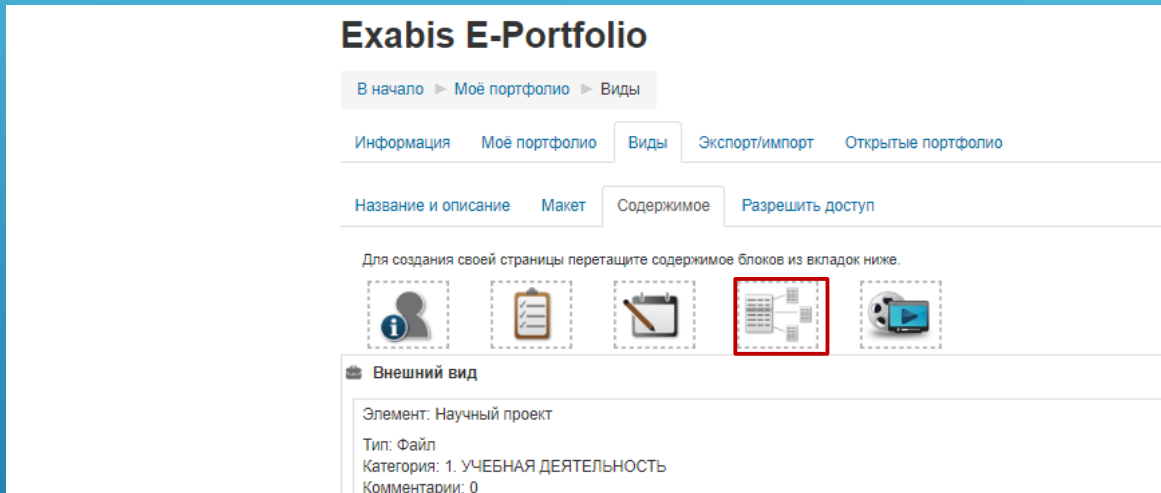 Exabis E-Portfolio
В начало ► Моё портфолио ► Виды
Информация Моё портфолио Виды Экспорт/импорт Открытые портфолио
Название и описание Макет Содержимое Разрешить доступ
Для создания своей страницы перетащите содержимое блоков из вкладок ниже.
Внешний вид
Элемент: Научный проект
Тип: Файл
Категория: 1. УЧЕБНАЯ ДЕЯТЕЛЬНОСТЬ
Комментарии: 0